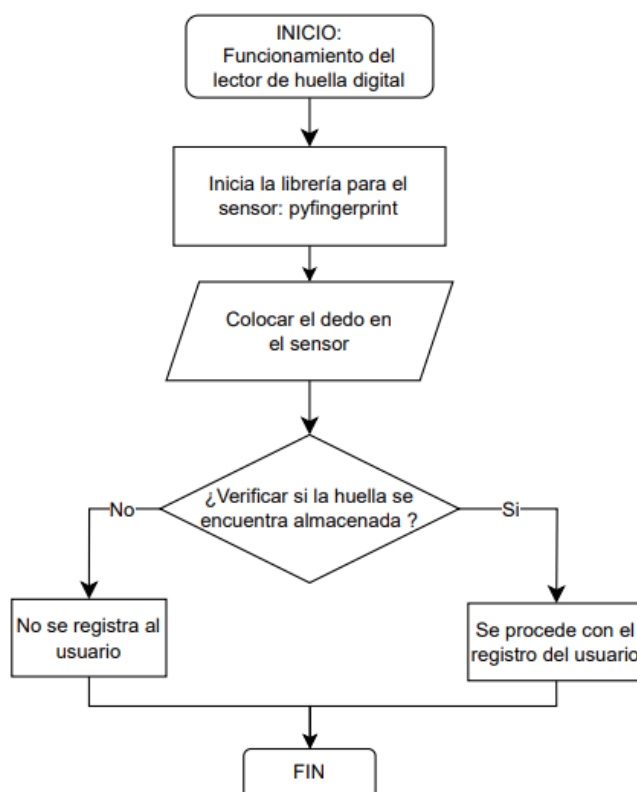 INICIO:
Funcionamiento del
lector de huella digital
Inicia la librería para el
sensor: pyfingerprint
Colocar el dedo en
el sensor
¿Verificar si la huella se
encuentra almacenada ?
No
Si
No se registra al
usuario
Se procede con el
registro del usuario
FIN